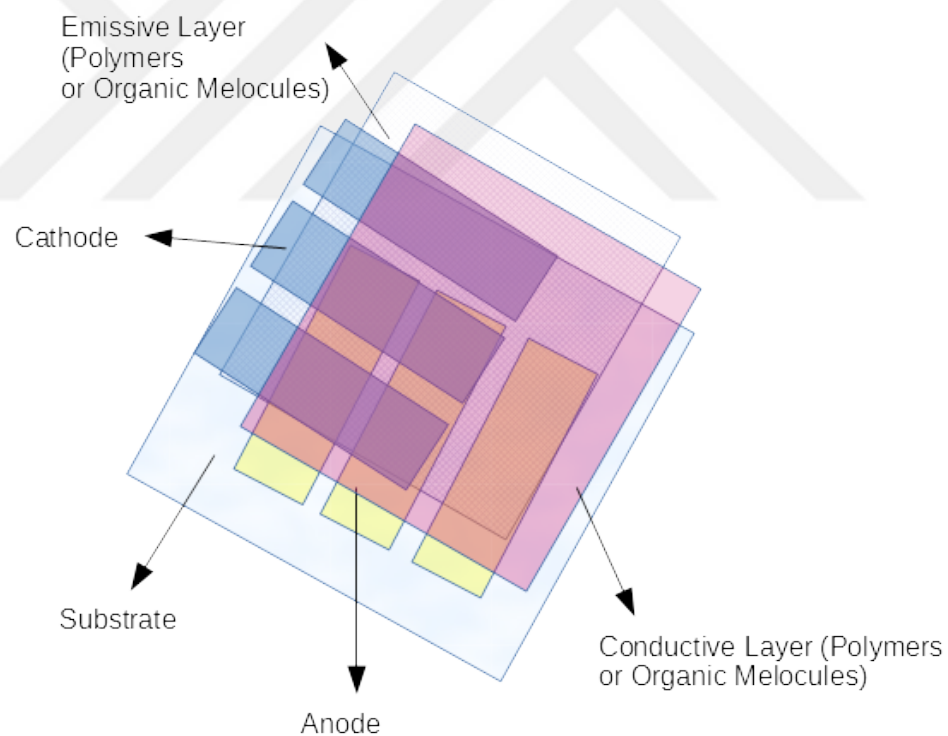 Emissive Layer
(Polymers
or Organic Melocules)
Cathode
Substrate
Conductive Layer (Polymers
or Organic Melocules)
Anode